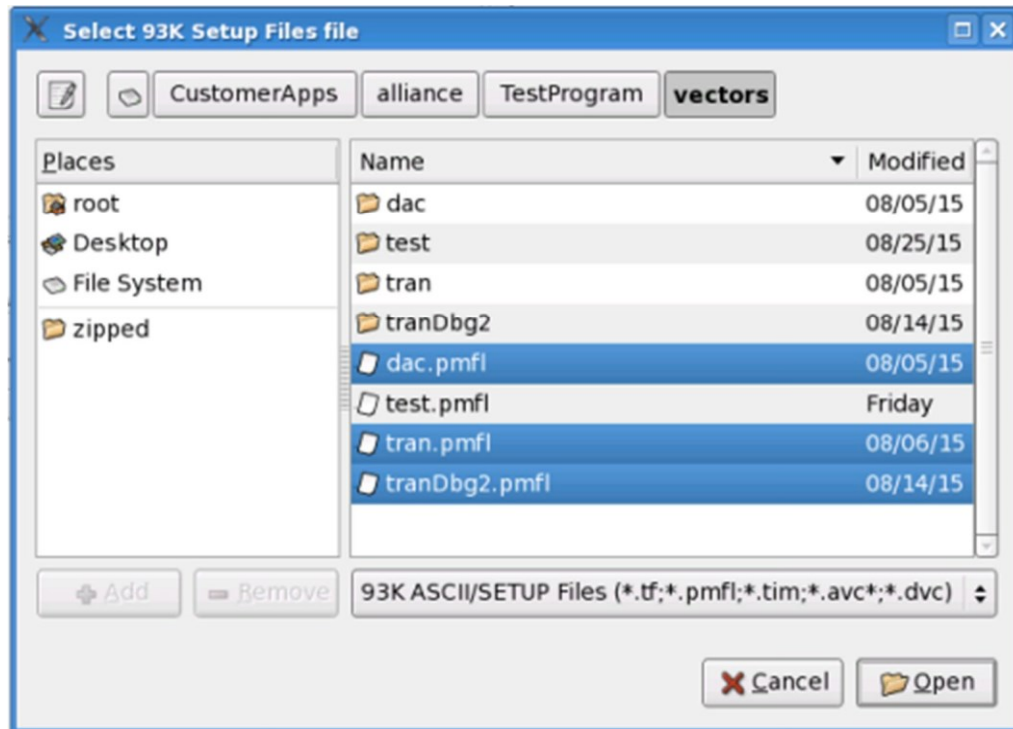 Select 93K Setup Files file
CustomerApps alliance TestProgram vectors
Places
root
Desktop
File System
zipped
Name Modified
dac 08/05/15
test 08/25/15
tran 08/05/15
tranDbg2 08/14/15
dac.pmfl 08/05/15
test.pmfl Friday
tran.pmfl 08/06/15
tranDbg2.pmfl 08/14/15
Add Remove 93K ASCII/SETUP Files (*.tf;*.pmfl;*.tim;*.avc*;*.dvc)
Cancel Open